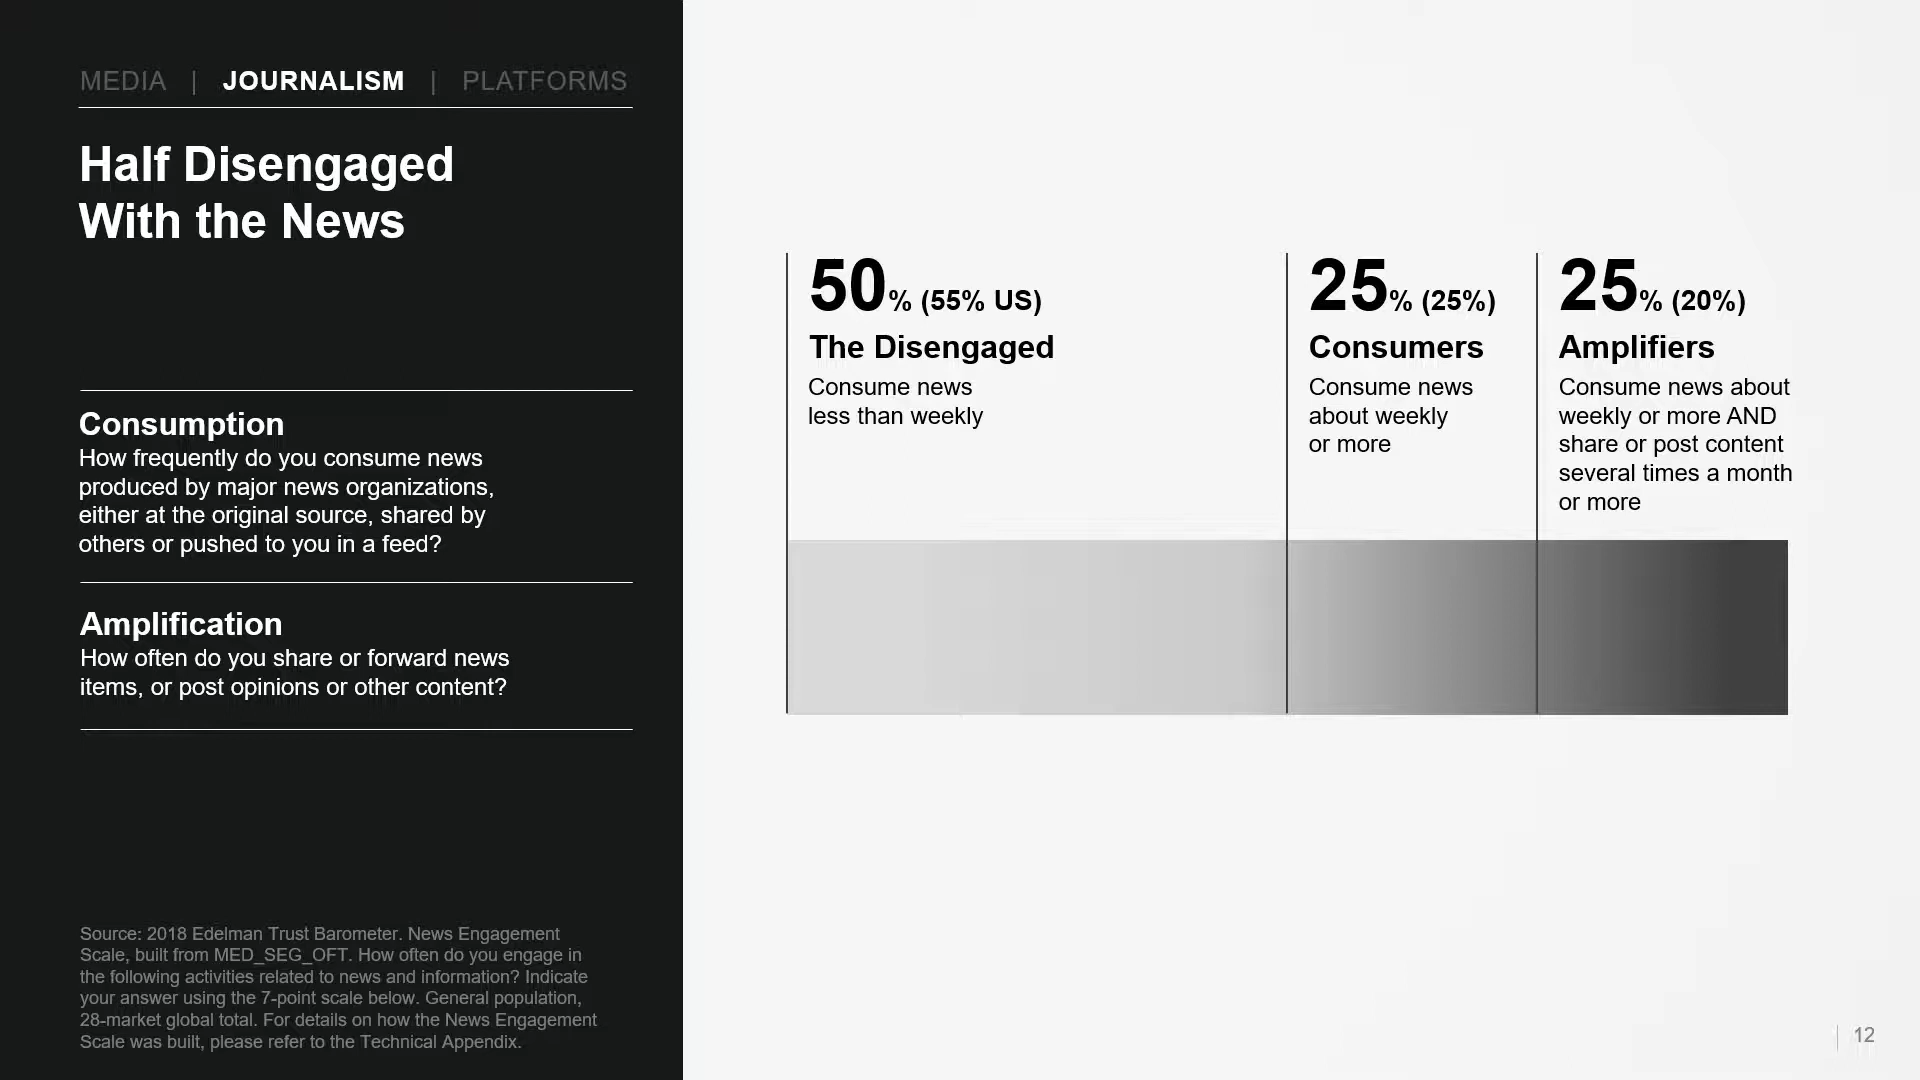 MEDIA | JOURNALISM | PLATFORMS
Half Disengaged
With the News
Consumption
How frequently do you consume news
produced by major news organizations,
either at the original source, shared by
others or pushed to you in a feed?
Amplification
How often do you share or forward news
items, or post opinions or other content?
Source: 2018 Edelman Trust Barometer. News Engagement
Scale, built from MED_SEG_OFT. How often do you engage in
the following activities related to news and information? Indicate
your answer using the 7-point scale below. General population,
28-market global total. For details on how the News Engagement
Scale was built, please refer to the Technical Appendix.
50% (55% US)
The Disengaged
Consume news
less than weekly
25% (25%)
Consumers
Consume news
about weekly
or more
25% (20%)
Amplifiers
Consume news about
weekly or more AND
share or post content
several times a month
or more
12